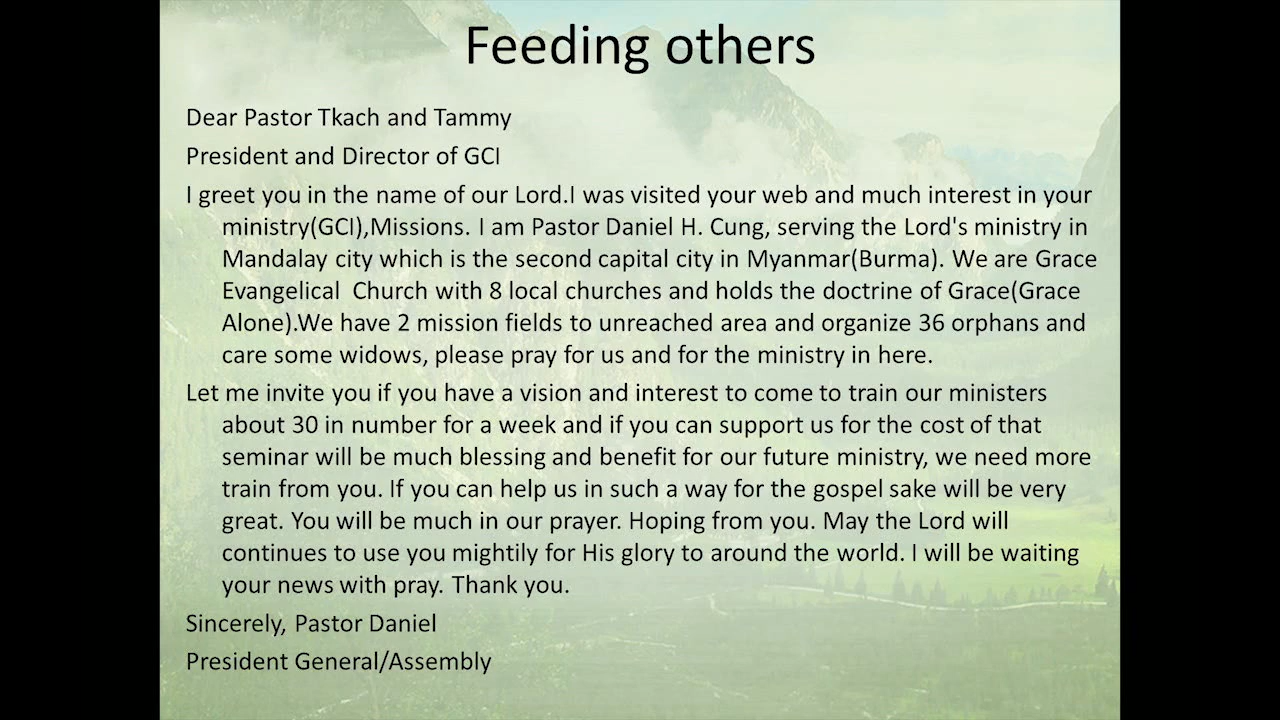 Feeding others
Dear Pastor Tkach and Tammy
President and Director of GCI
I greet you in the name of our Lord.I was visited your web and much interest in your
ministry(GCI),Missions. I am Pastor Daniel H. Cung, serving the Lord's ministry in
Mandalay city which is the second capital city in Myanmar(Burma). We are Grace
Evangelical  Church with 8 local churches and holds the doctrine of Grace(Grace
Alone).We have 2 mission fields to unreached area and organize 36 orphans and
care some widows, please pray for us and for the ministry in here.
Let me invite you if you have a vision and interest to come to train our ministers
about 30 in number for a week and if you can support us for the cost of that
seminar will be much blessing and benefit for our future ministry, we need more
train from you. If you can help us in such a way for the gospel sake will be very
great. You will be much in our prayer. Hoping from you. May the Lord will
continues to use you mightily for His glory to around the world. I will be waiting
your news with pray. Thank you.
Sincerely, Pastor Daniel
President General/Assembly